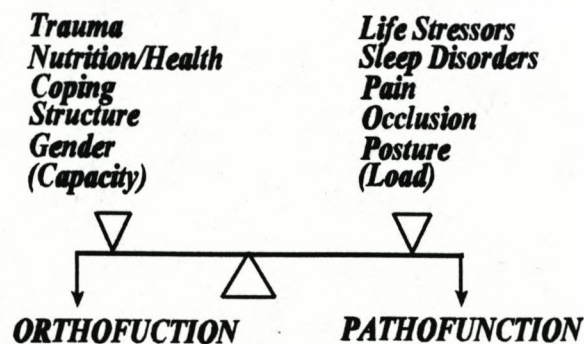 Trauma
Nutrition/Health
Coping
Structure
Gender
(Capacity)
Life Stressors
Sleep Disorders
Pain
Occlusion
Posture
(Load)
ORTHOFUCTION
PATHOFUNCTION